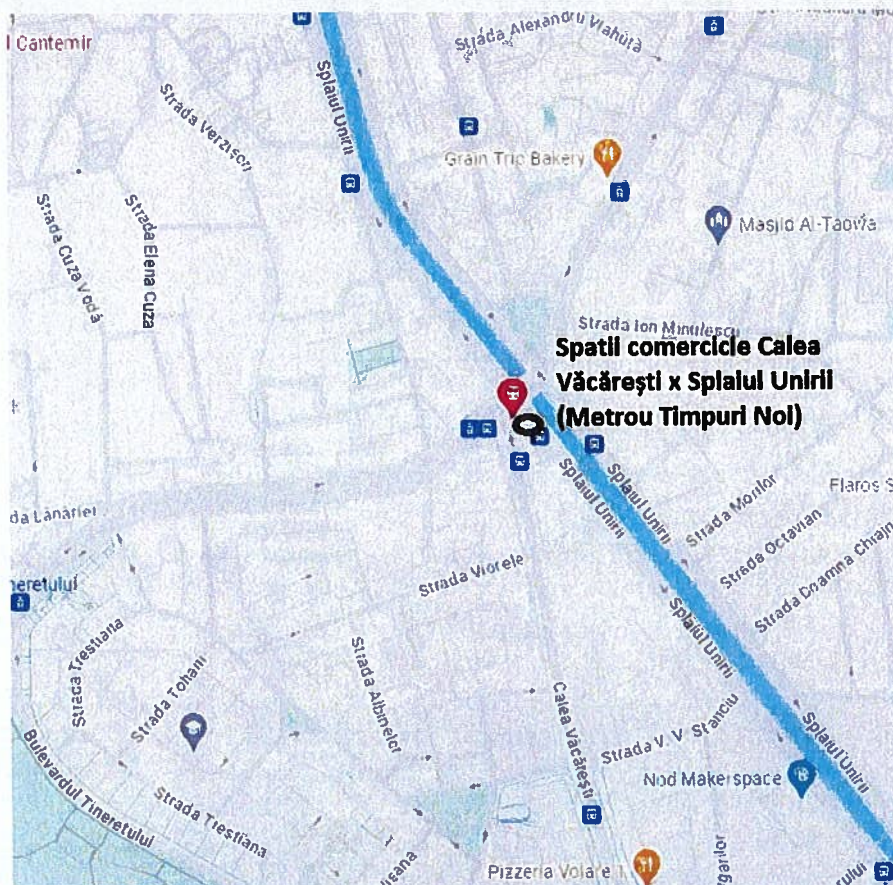 l Cantemir
Strada Alexandru Vlahuță
Splaiul Unirii
Strada Verzișori
Grain Trip Bakery
Strada Cuza Vodă
Strada Elena Cuza
Masjid Al-Taqwa
Strada Ion Minulescu
Spatii comerciale Calea
Văcărești x Splaiul Unirii
(Metrou Timpuri Noi)
Splaiul Unirii
Splaiul Unirii
Flaros S
Strada Morilor
da Lânăriei
Strada Octavian
Strada Doamna Chiajn
Strada Viorele
neretului
Strada Trestiana
Strada Tohani
Strada Albinelor
Splaiul Unirii
Calea Văcărești
Strada V. V. Stanciu
Splaiul Unirii
Nod Makerspace
Bulevardul Tineretului
Strada Trestiana
Pizzeria Volare